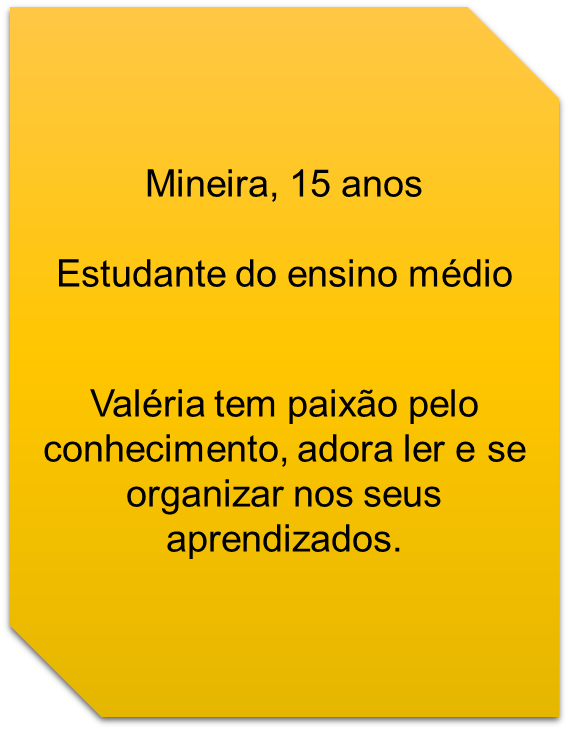 Mineira, 15 anos
Estudante do ensino médio
Valéria tem paixão pelo
conhecimento, adora ler e se
organizar nos seus
aprendizados.